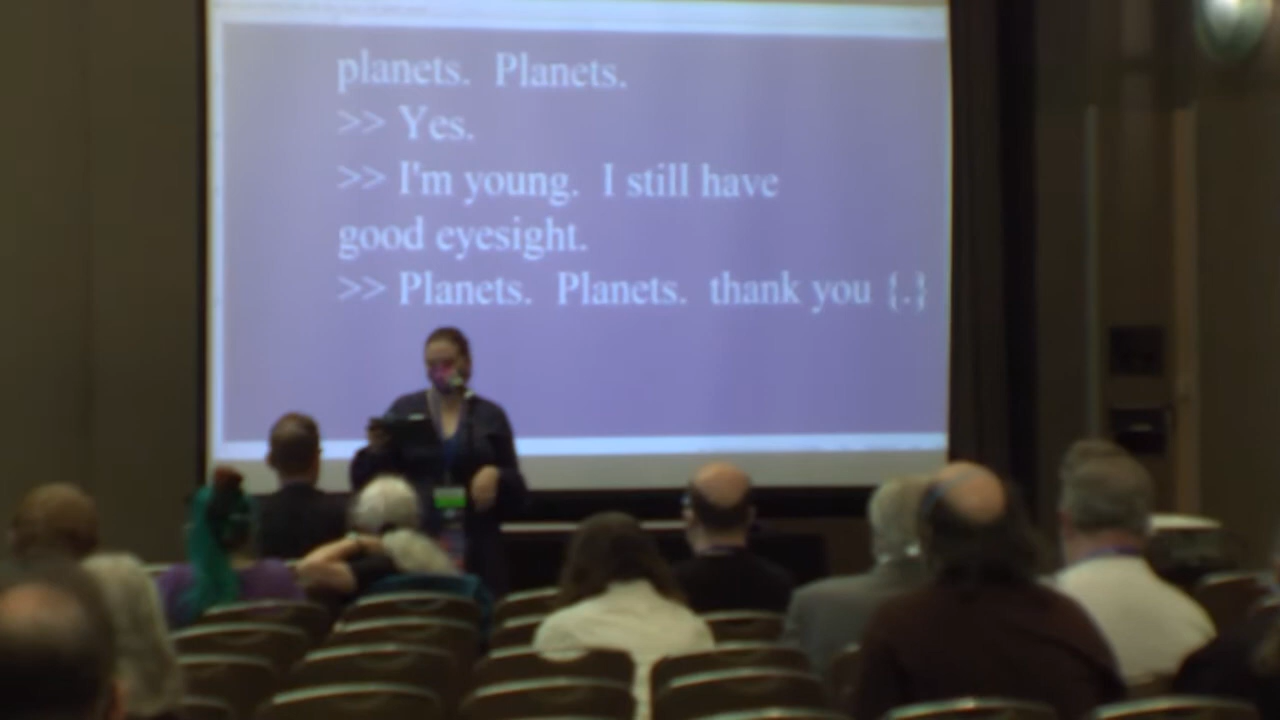 planets. Planets.
>> Yes.
>> I'm young. I still have
good eyesight.
>> Planets. Planets. thank you {.}